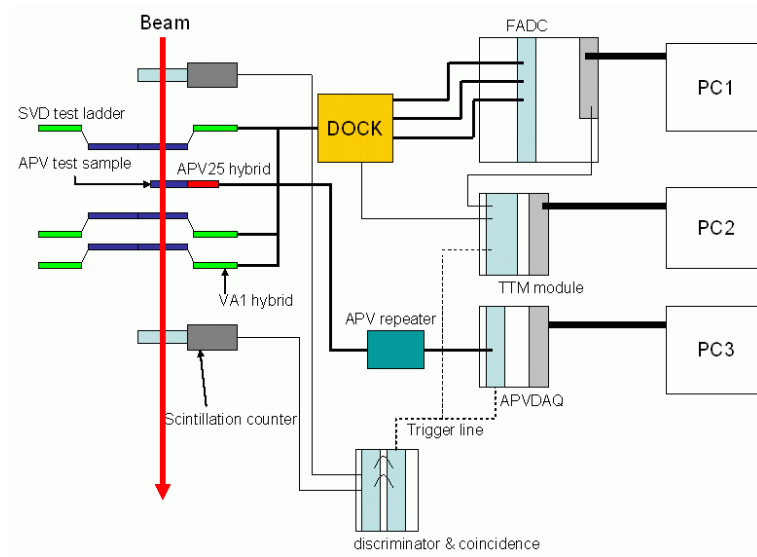 Beam
FADC
SVD test ladder
DOCK
PC1
APV test sample
APV25 hybrid
PC2
TTM module
VA1 hybrid
APV repeater
PC3
APVDAQ
Scintillation counter
Trigger line
discriminator & coincidence